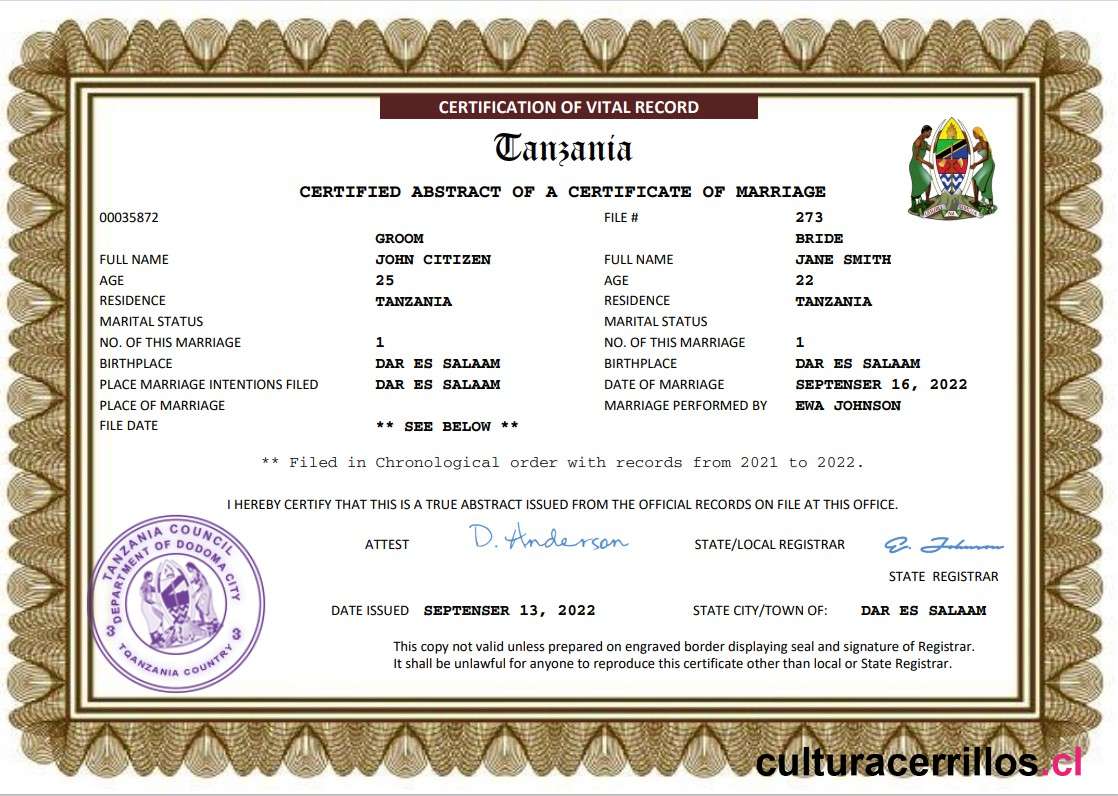 CERTIFICATION OF VITAL RECORD
Tanzania
CERTIFIED ABSTRACT OF A CERTIFICATE OF MARRIAGE
00035872 FILE # 273
GROOM BRIDE
FULL NAME JOHN CITIZEN FULL NAME JANE SMITH
AGE 25 AGE 22
RESIDENCE TANZANIA RESIDENCE TANZANIA
MARITAL STATUS MARITAL STATUS
NO. OF THIS MARRIAGE 1 NO. OF THIS MARRIAGE 1
BIRTHPLACE DAR ES SALAAM BIRTHPLACE DAR ES SALAAM
PLACE MARRIAGE INTENTIONS FILED DAR ES SALAAM DATE OF MARRIAGE SEPTENSER 16, 2022
PLACE OF MARRIAGE MARRIAGE PERFORMED BY EWA JOHNSON
FILE DATE ** SEE BELOW **
** Filed in Chronological order with records from 2021 to 2022.
I HEREBY CERTIFY THAT THIS IS A TRUE ABSTRACT ISSUED FROM THE OFFICIAL RECORDS ON FILE AT THIS OFFICE.
ATTEST D. Anderson STATE/LOCAL REGISTRAR E. Johnson
STATE REGISTRAR
TANZANIA COUNCIL
DEPARTMENT OF DODOMA CITY
3 3
TQANZANIA COUNTRY
DATE ISSUED SEPTENSER 13, 2022 STATE CITY/TOWN OF: DAR ES SALAAM
This copy not valid unless prepared on engraved border displaying seal and signature of Registrar.
It shall be unlawful for anyone to reproduce this certificate other than local or State Registrar.
culturacerrillos.cl